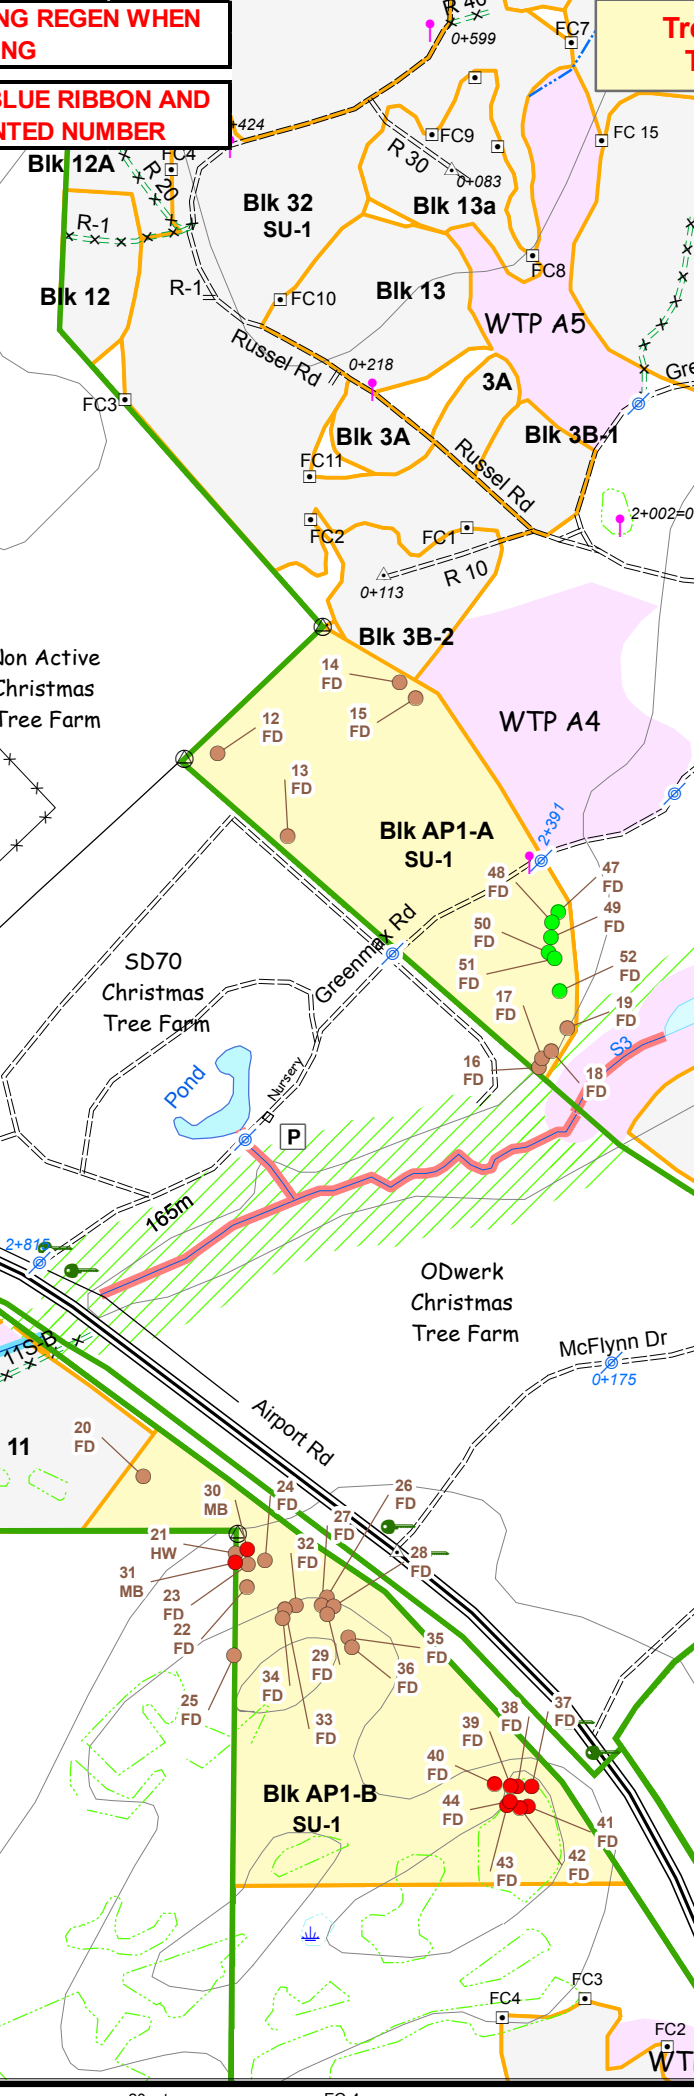 NG REGEN WHEN
NG
BLUE RIBBON AND
NTED NUMBER
R 40
0+599
FC7
Tre
T
424
FC9
FC 15
Blk 12A
FC4
R 20
R 30
0+083
Blk 32
SU-1
Blk 13a
R-1
FC8
R-1
FC10
Blk 13
Blk 12
WTP A5
Russel Rd
0+218
Gre
3A
FC3
Blk 3A
Blk 3B-1
Russel Rd
FC11
2+002=0
FC2
FC1
R 10
0+113
Blk 3B-2
Non Active
Christmas
Tree Farm
14
FD
15
FD
12
FD
WTP A4
13
FD
Blk AP1-A
SU-1
2+391
48
FD
47
FD
49
FD
50
FD
51
FD
52
FD
Greenmax Rd
SD70
Christmas
Tree Farm
17
FD
19
FD
16
FD
18
FD
S3
Pond
Nursery
P
165m
2+815
ODwerk
Christmas
Tree Farm
11S-B
McFlynn Dr
0+175
Airport Rd
11
20
FD
30
MB
24
FD
26
FD
27
FD
21
HW
32
FD
28
FD
31
MB
23
FD
22
FD
35
FD
29
FD
36
FD
34
FD
25
FD
33
FD
38
FD
37
FD
39
FD
40
FD
Blk AP1-B
SU-1
44
FD
41
FD
42
FD
43
FD
FC3
FC4
FC2
WT